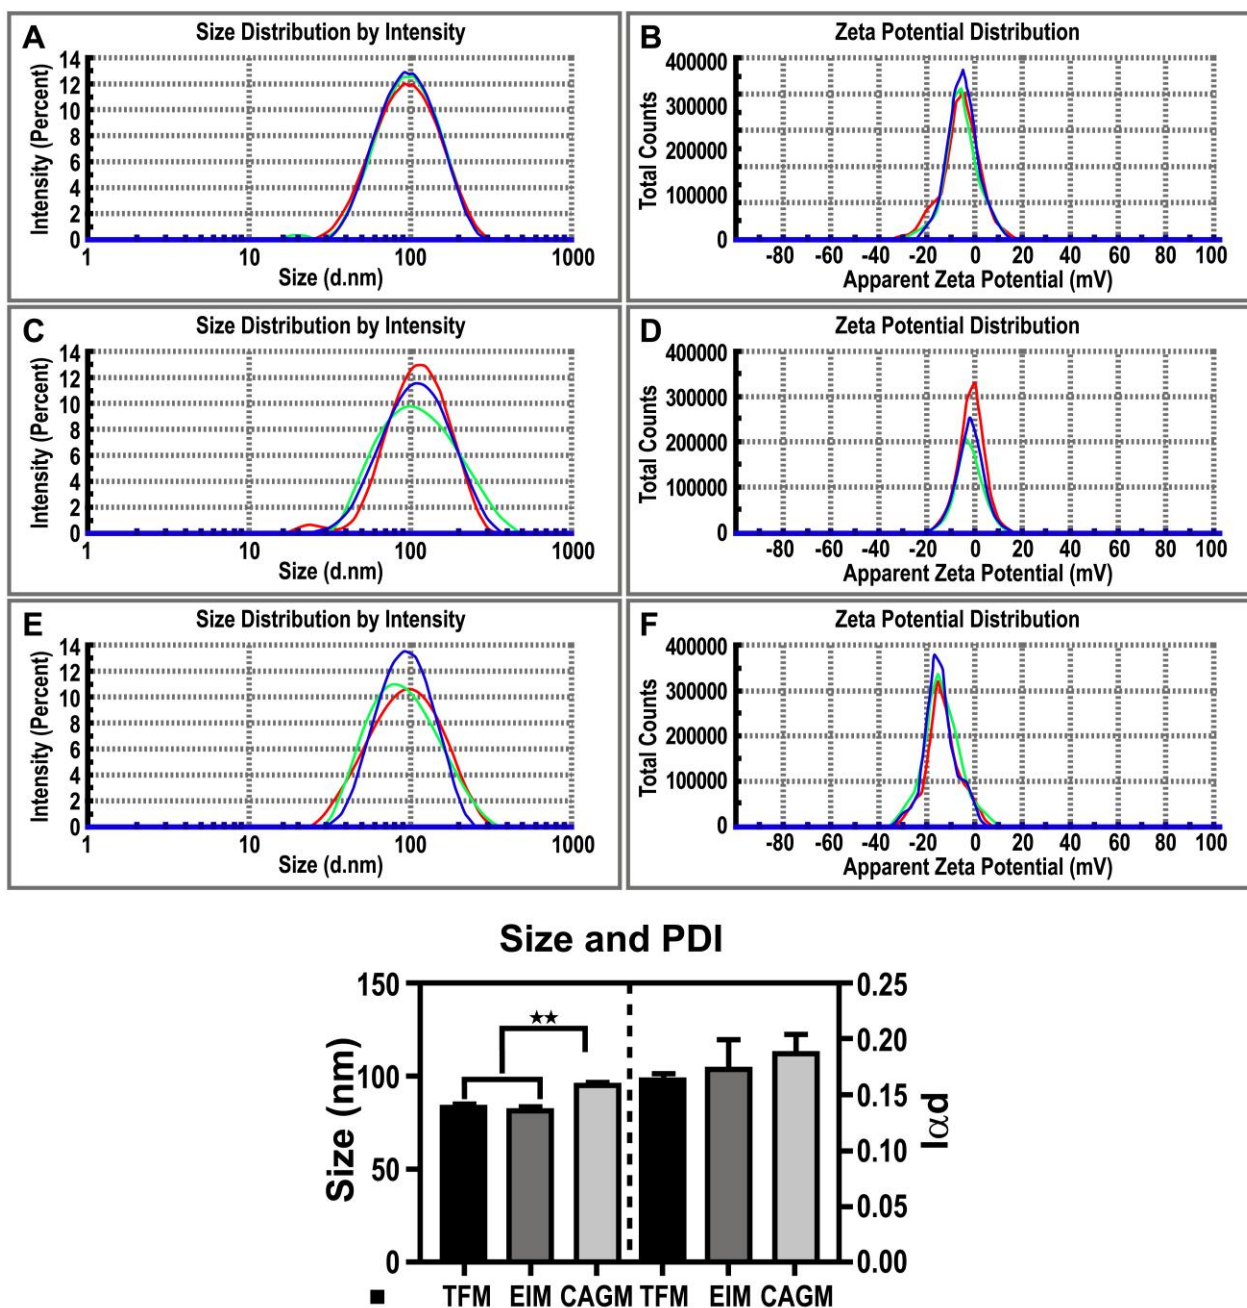 A
Size Distribution by Intensity
Intensity (Percent)
14
12
10
8
6
4
2
0
1 10 100 1000
Size (d.nm)
B
Zeta Potential Distribution
Total Counts
400000
300000
200000
100000
0
-80 -60 -40 -20 0 20 40 60 80 100
Apparent Zeta Potential (mV)
C
Size Distribution by Intensity
Intensity (Percent)
14
12
10
8
6
4
2
0
1 10 100 1000
Size (d.nm)
D
Zeta Potential Distribution
Total Counts
400000
300000
200000
100000
0
-80 -60 -40 -20 0 20 40 60 80 100
Apparent Zeta Potential (mV)
E
Size Distribution by Intensity
Intensity (Percent)
14
12
10
8
6
4
2
0
1 10 100 1000
Size (d.nm)
F
Zeta Potential Distribution
Total Counts
400000
300000
200000
100000
0
-80 -60 -40 -20 0 20 40 60 80 100
Apparent Zeta Potential (mV)
Size and PDI
Size (nm)
150
100
50
0
★★
0.25
0.20
0.15
0.10
0.05
0.00
pαI
TFM EIM CAGM TFM EIM CAGM